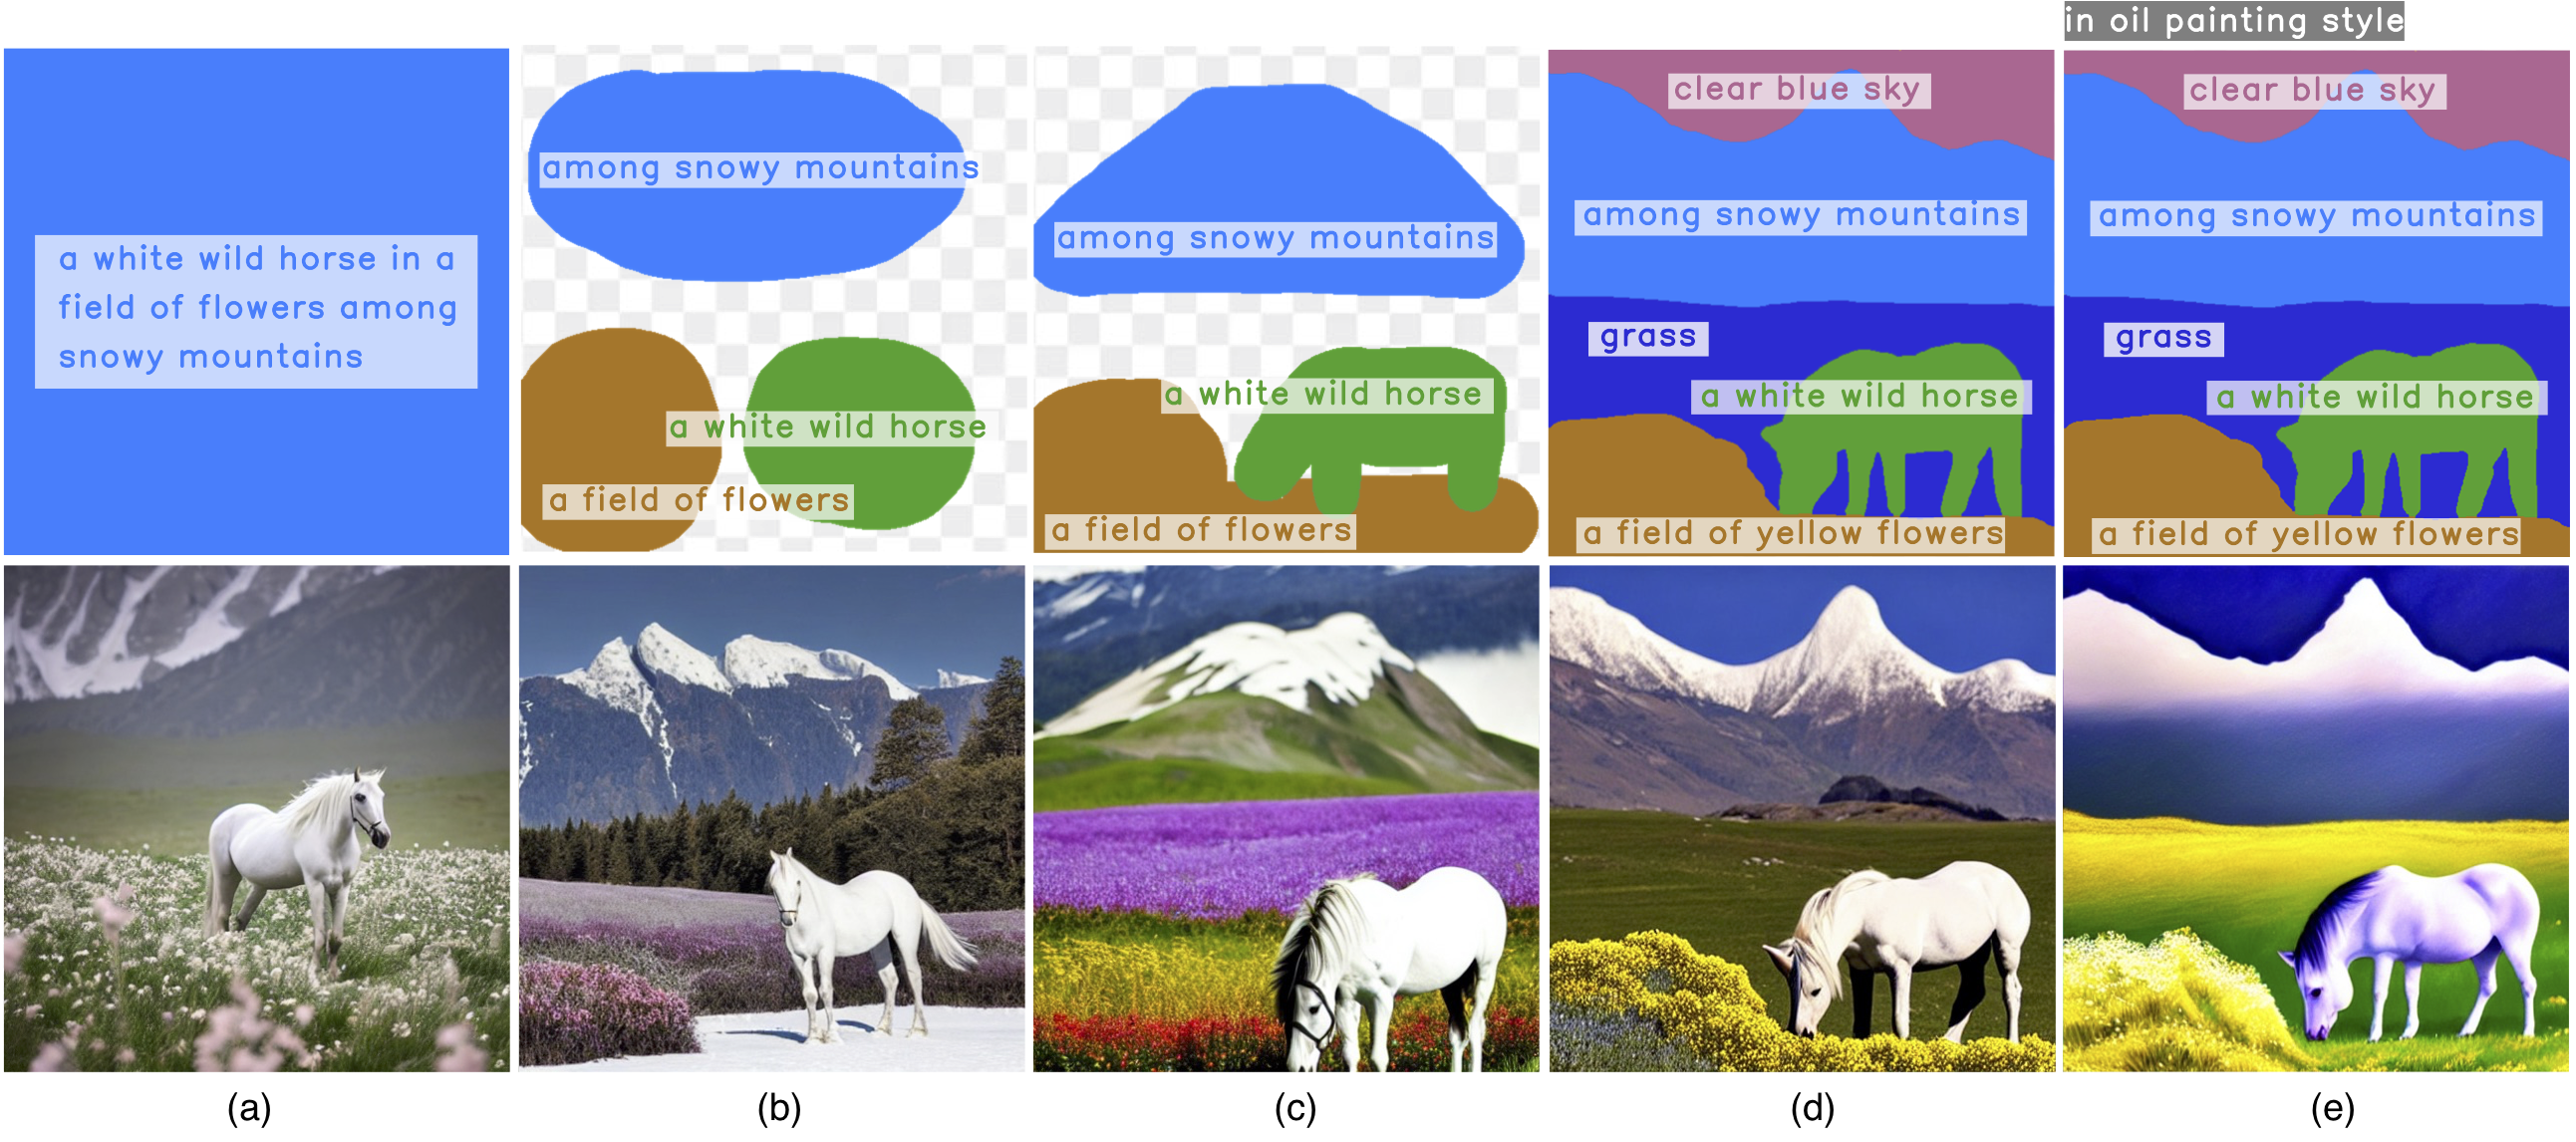 in oil painting style
a white wild horse in a
field of flowers among
snowy mountains
among snowy mountains
a white wild horse
a field of flowers
among snowy mountains
a white wild horse
a field of flowers
clear blue sky
among snowy mountains
grass
a white wild horse
a field of yellow flowers
clear blue sky
among snowy mountains
grass
a white wild horse
a field of yellow flowers
(a)
(b)
(c)
(d)
(e)